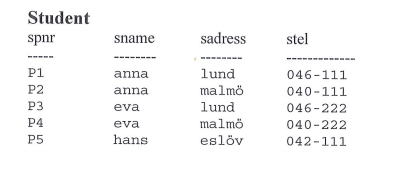 Student
spnr sname sadress stel
----- -------- -------- -------------
P1 anna lund 046-111
P2 anna malmö 040-111
P3 eva lund 046-222
P4 eva malmö 040-222
P5 hans eslöv 042-111